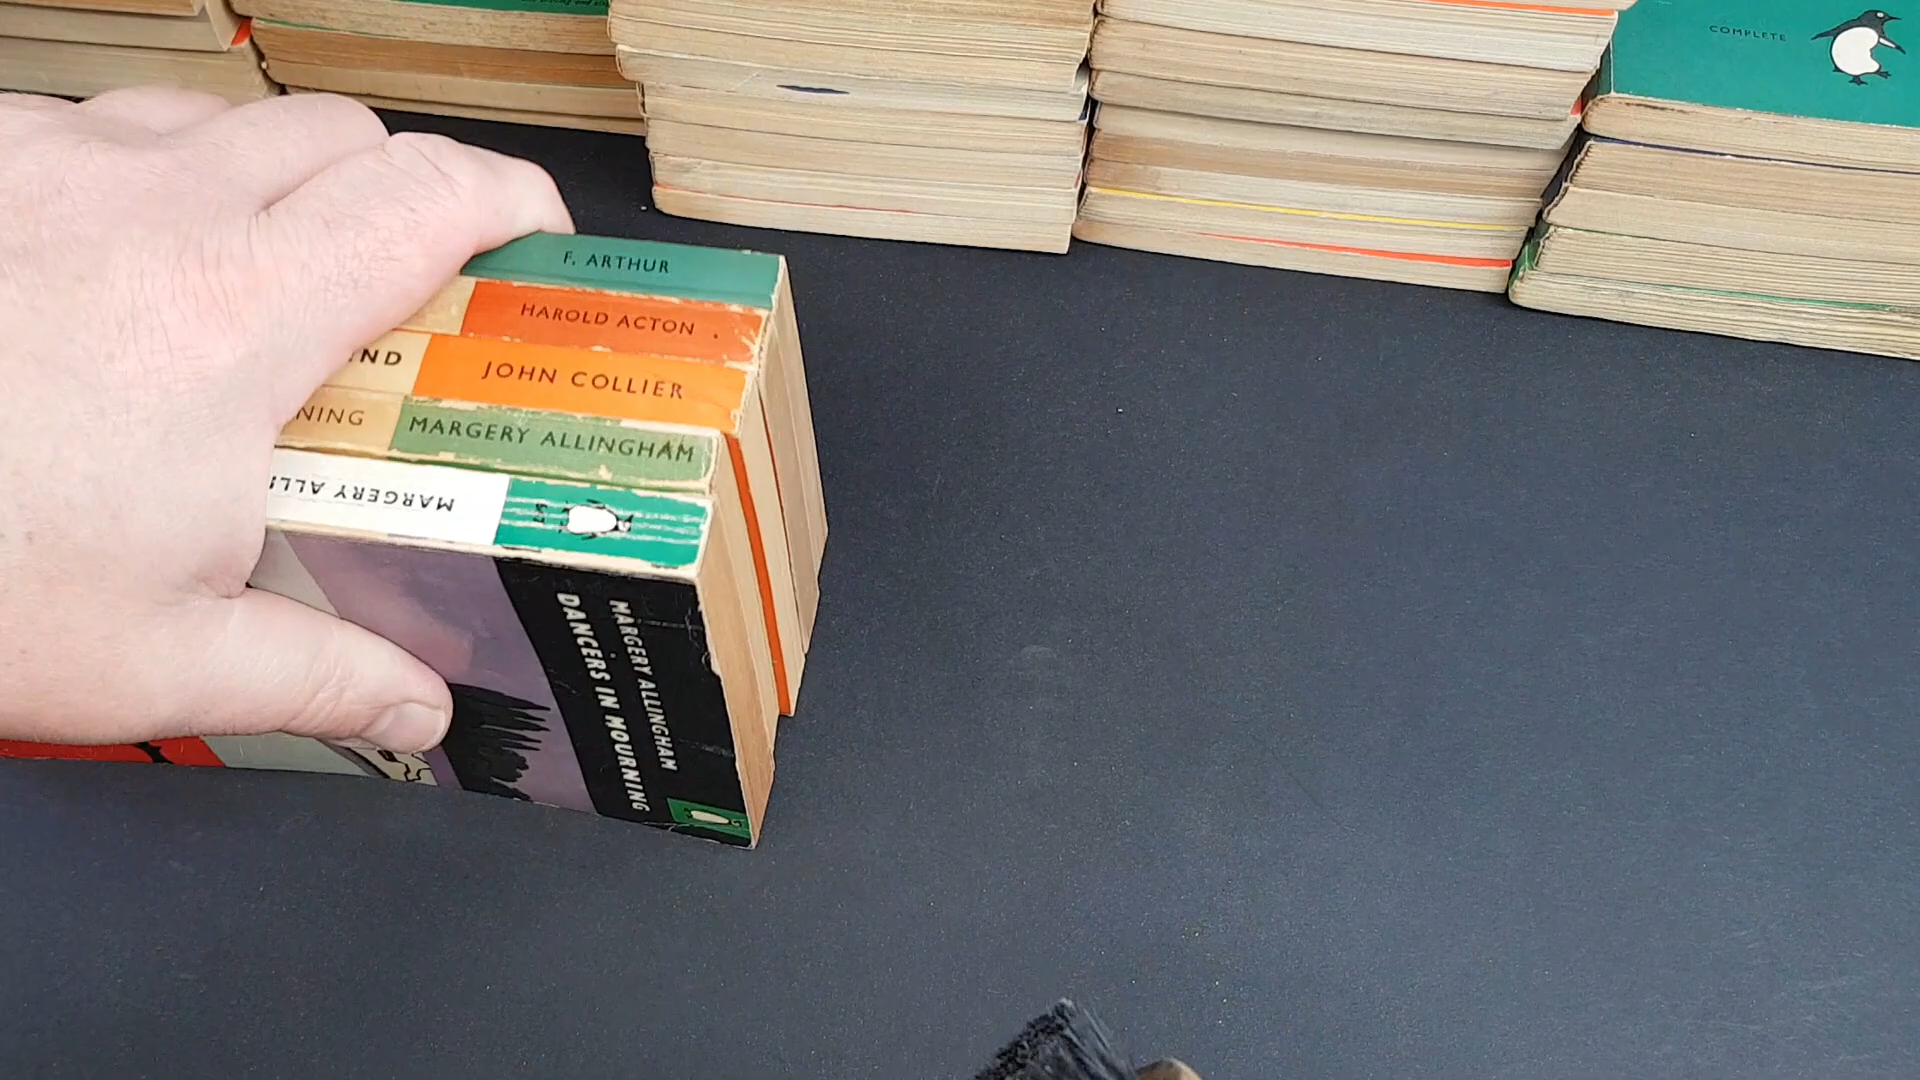 COMPLETE
F. ARTHUR
HAROLD ACTON
ND JOHN COLLIER
NING MARGERY ALLINGHAM
MARGERY ALL
MARGERY ALLINGHAM
DANCERS IN MOURNING